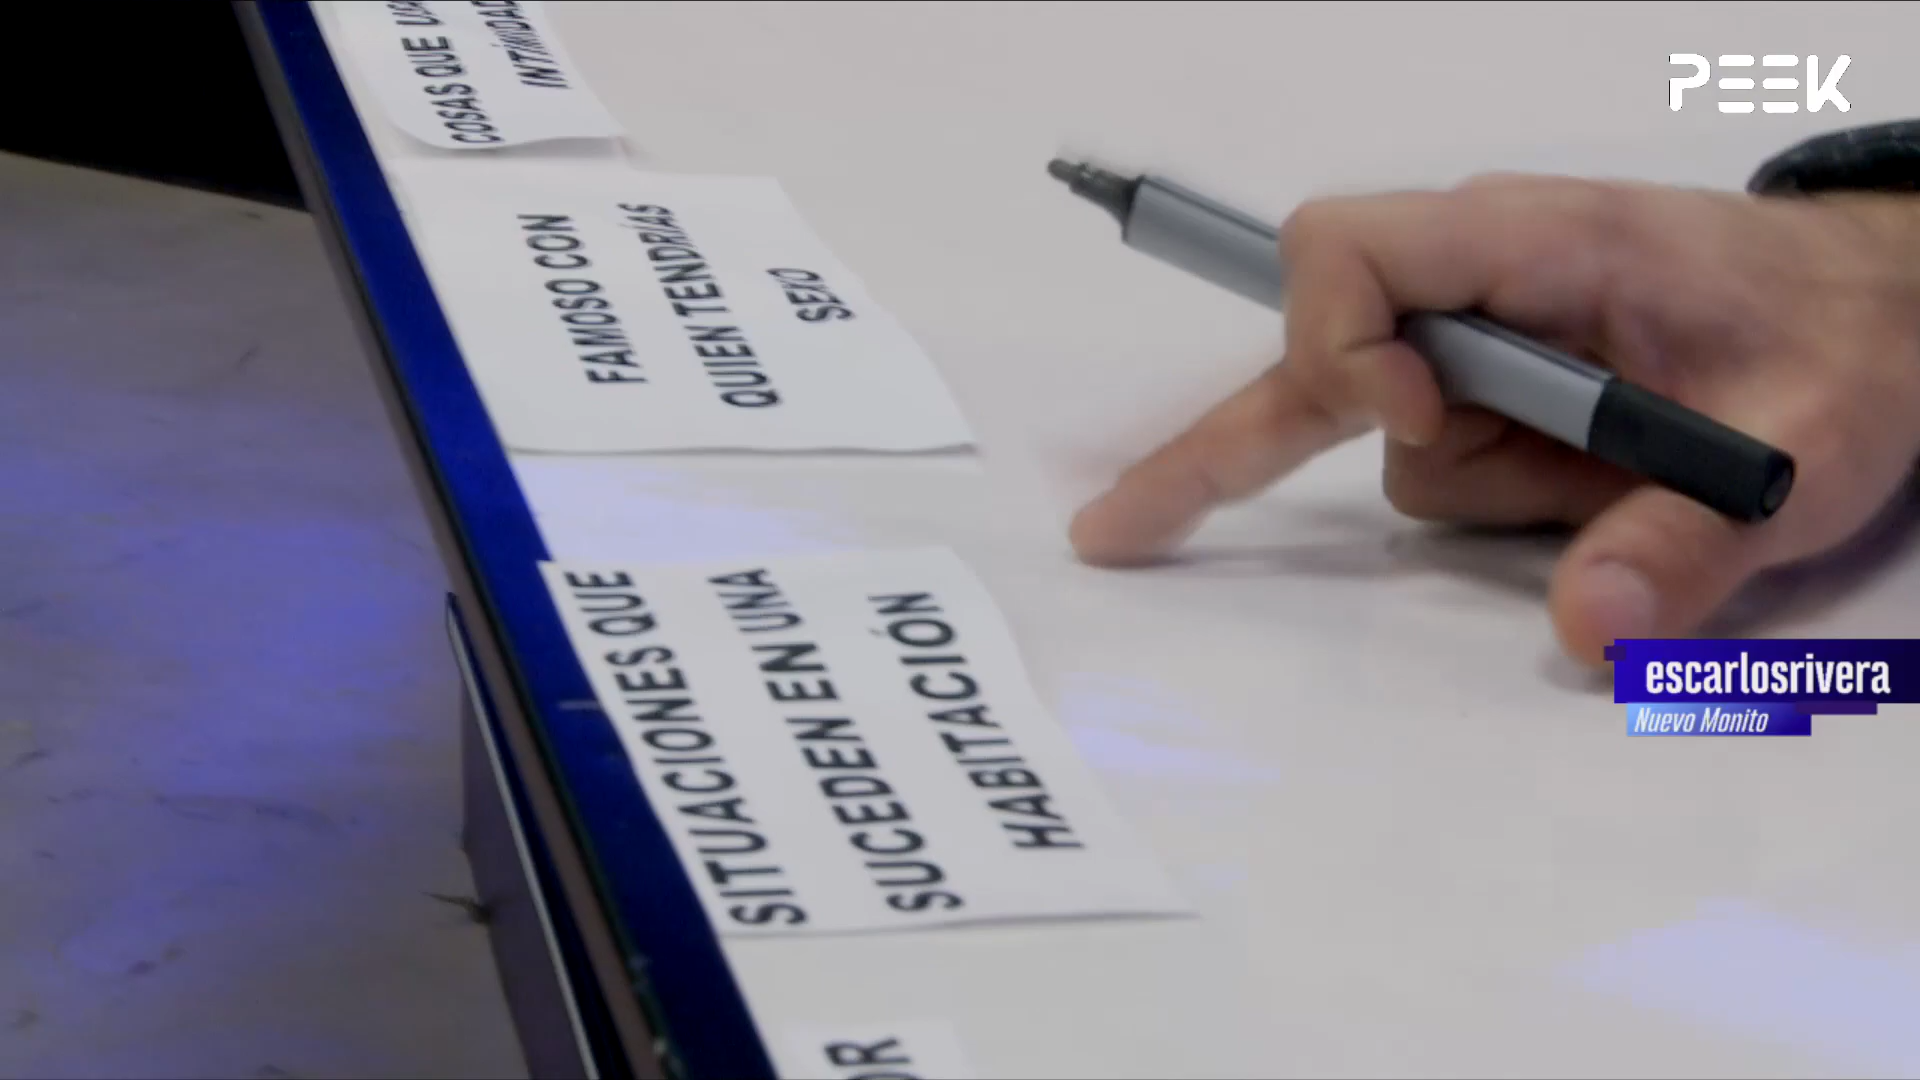 COSAS QUE
FAMOSO CON
QUIEN TENDRÍAS
SEXO
SITUACIONES QUE
SUCEDEN EN UNA
HABITACIÓN
PEEK
escarlosrivera
Nuevo Monito